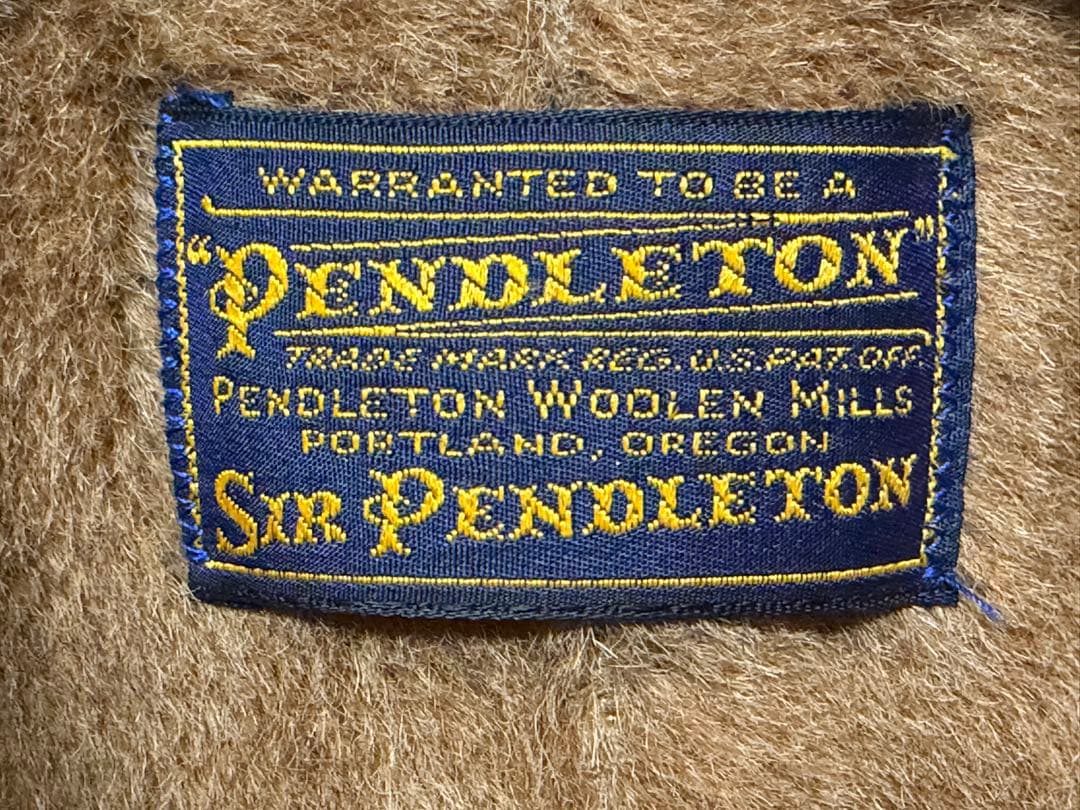 WARRANTED TO BE A
"PENDLETON"
TRADE MARK REG. U.S. PAT. OFF.
PENDLETON WOOLEN MILLS
PORTLAND, OREGON
SIR PENDLETON